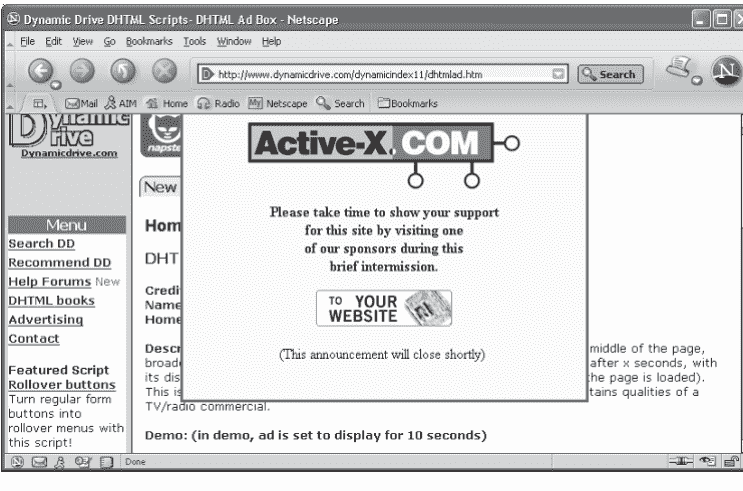 Dynamic Drive DHTML Scripts- DHTML Ad Box - Netscape
File Edit View Go Bookmarks Tools Window Help
http://www.dynamicdrive.com/dynamicindex11/dhtmlad.htm
Search
N
Mail AIM Home Radio My Netscape Search Bookmarks
Dynamic
Drive
Dynamicdrive.com
napste
Active-X.COM
New
Please take time to show your support
for this site by visiting one
of our sponsors during this
brief intermission.
TO YOUR
WEBSITE
(This announcement will close shortly)
Menu
Search DD
Recommend DD
Help Forums New
DHTML books
Advertising
Contact
Featured Script
Rollover buttons
Turn regular form
buttons into
rollover menus with
this script!
Hom
DHT
Credi
Name
Home
Descr middle of the page,
broad after x seconds, with
its dis the page is loaded).
This is tains qualities of a
TV/radio commercial.
Demo: (in demo, ad is set to display for 10 seconds)
Done